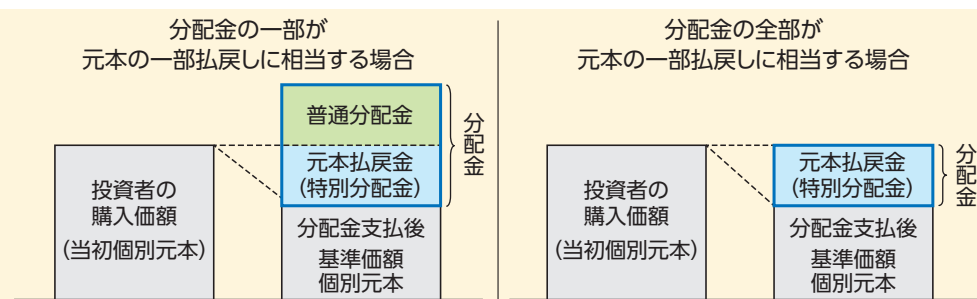 分配金の一部が
元本の一部払戻しに相当する場合
普通分配金
元本払戻金
(特別分配金)
分配金
投資者の
購入価額
(当初個別元本)
分配金支払後
基準価額
個別元本
分配金の全部が
元本の一部払戻しに相当する場合
元本払戻金
(特別分配金)
分配金
投資者の
購入価額
(当初個別元本)
分配金支払後
基準価額
個別元本